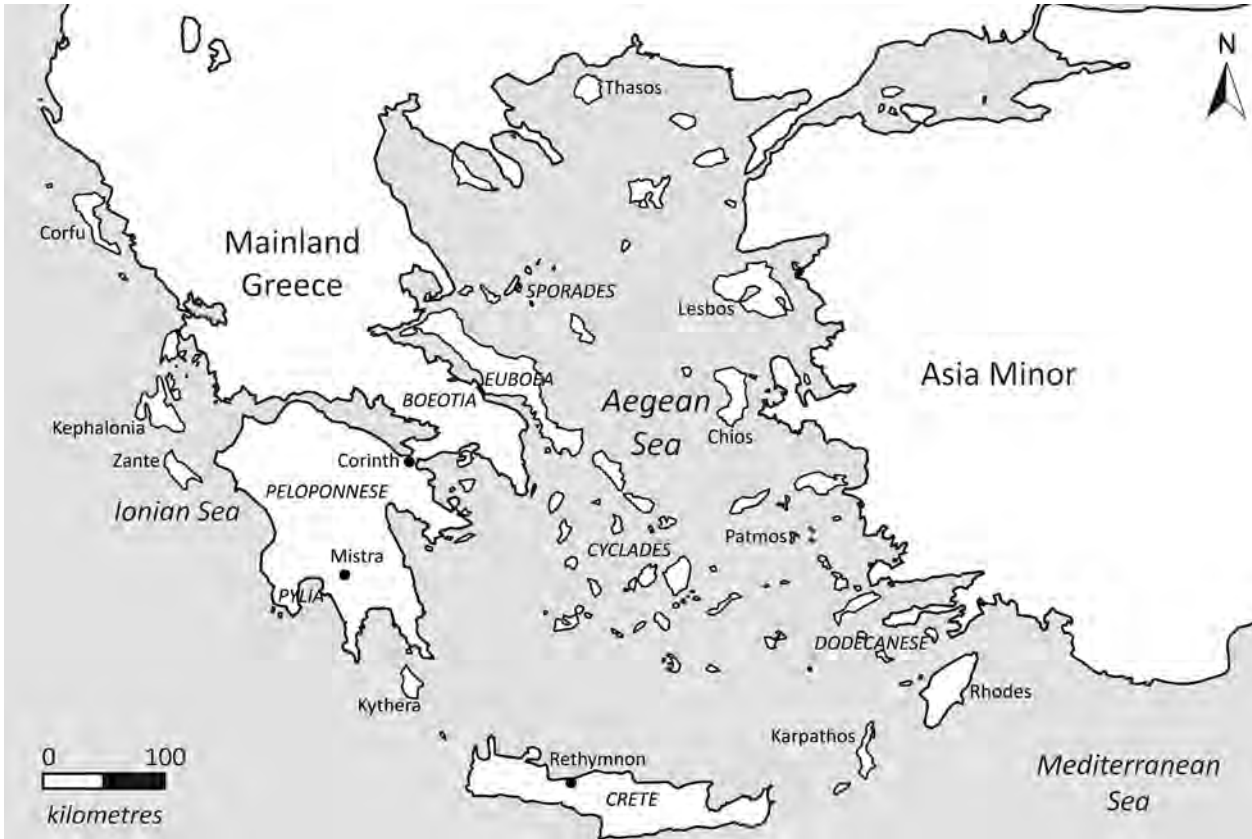 N
Thasos
Corfu
Mainland
Greece
SPORADES
Lesbos
Asia Minor
EUBOEA
BOEOTIA
Aegean
Sea
Kephalonia
Chios
Zante
Corinth
PELOPONNESE
Ionian Sea
Patmos
CYCLADES
Mistra
PYLIA
DODECANESE
Rhodes
Kythera
Karpathos
0 100
kilometres
Rethymnon
CRETE
Mediterranean
Sea